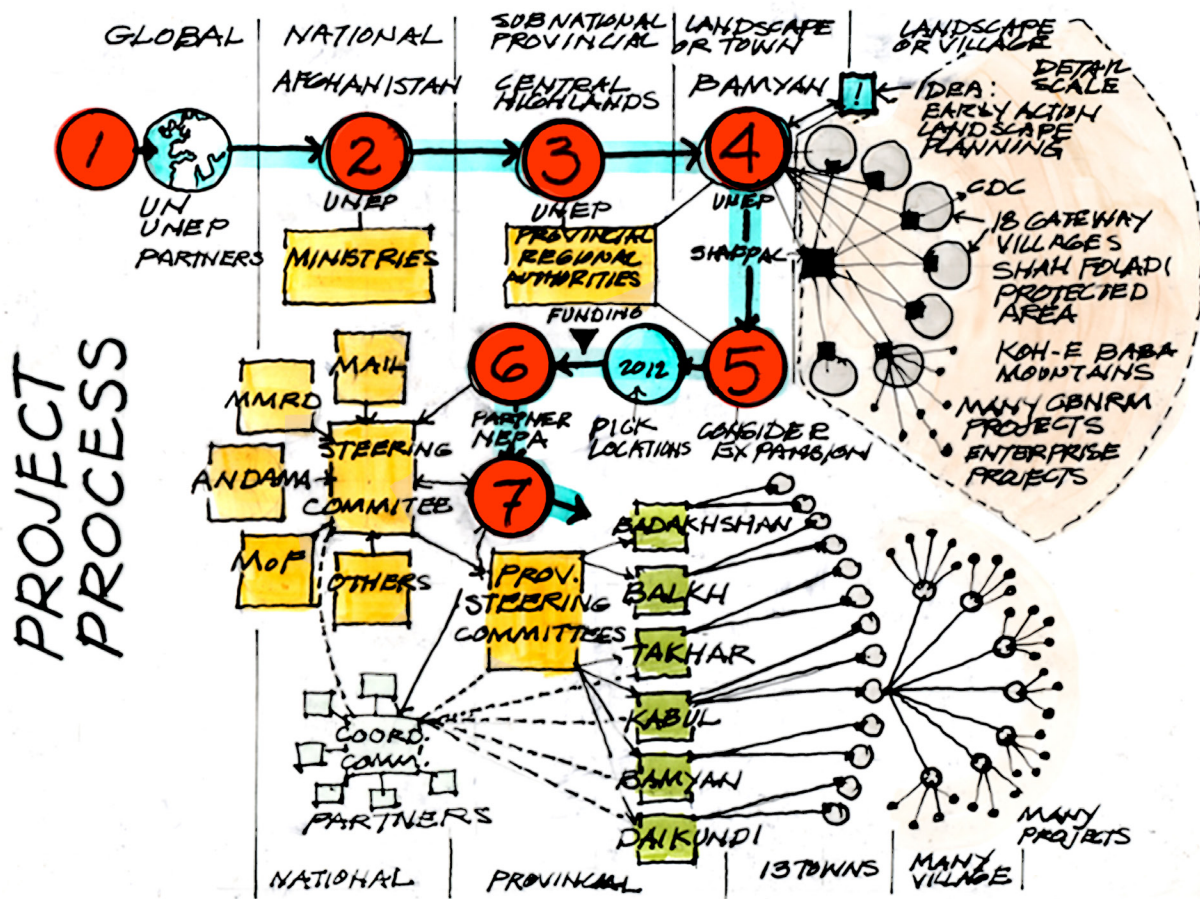 PROJECT
PROCESS
GLOBAL
NATIONAL
SUBNATIONAL
PROVINCIAL
LANDSCAPE
OR TOWN
LANDSCAPE
OR VILLAGE
DETAIL
SCALE
AFGHANISTAN
CENTRAL
HIGHLANDS
BAMYAN
!
IDEA:
EARLY ACTION
LANDSCAPE
PLANNING
1
2
3
4
UN
UNEP
PARTNERS
UNEP
UNEP
UNEP
MINISTRIES
PROVINCIAL
REGIONAL
AUTHORITIES
SHAPPAL
CDC
18 GATEWAY
VILLAGES
SHAH FOLADI
PROTECTED
AREA
KOH-E BABA
MOUNTAINS
MANY CBNRM
PROJECTS
ENTERPRISE
PROJECTS
FUNDING
6
2012
5
PARTNER
NEPA
PICK
LOCATIONS
CONSIDER
EXPANSION
7
MAIL
MMRD
ANDAMA
MOF
OTHERS
STEERING
COMMITEE
PROV.
STEERING
COMMITTEES
BADAKHSHAN
BALKH
TAKHAR
KABUL
BAMYAN
DAIKUNDI
COORD.
COMM.
PARTNERS
MANY
PROJECTS
NATIONAL
PROVINCIAL
13 TOWNS
MANY
VILLAGE